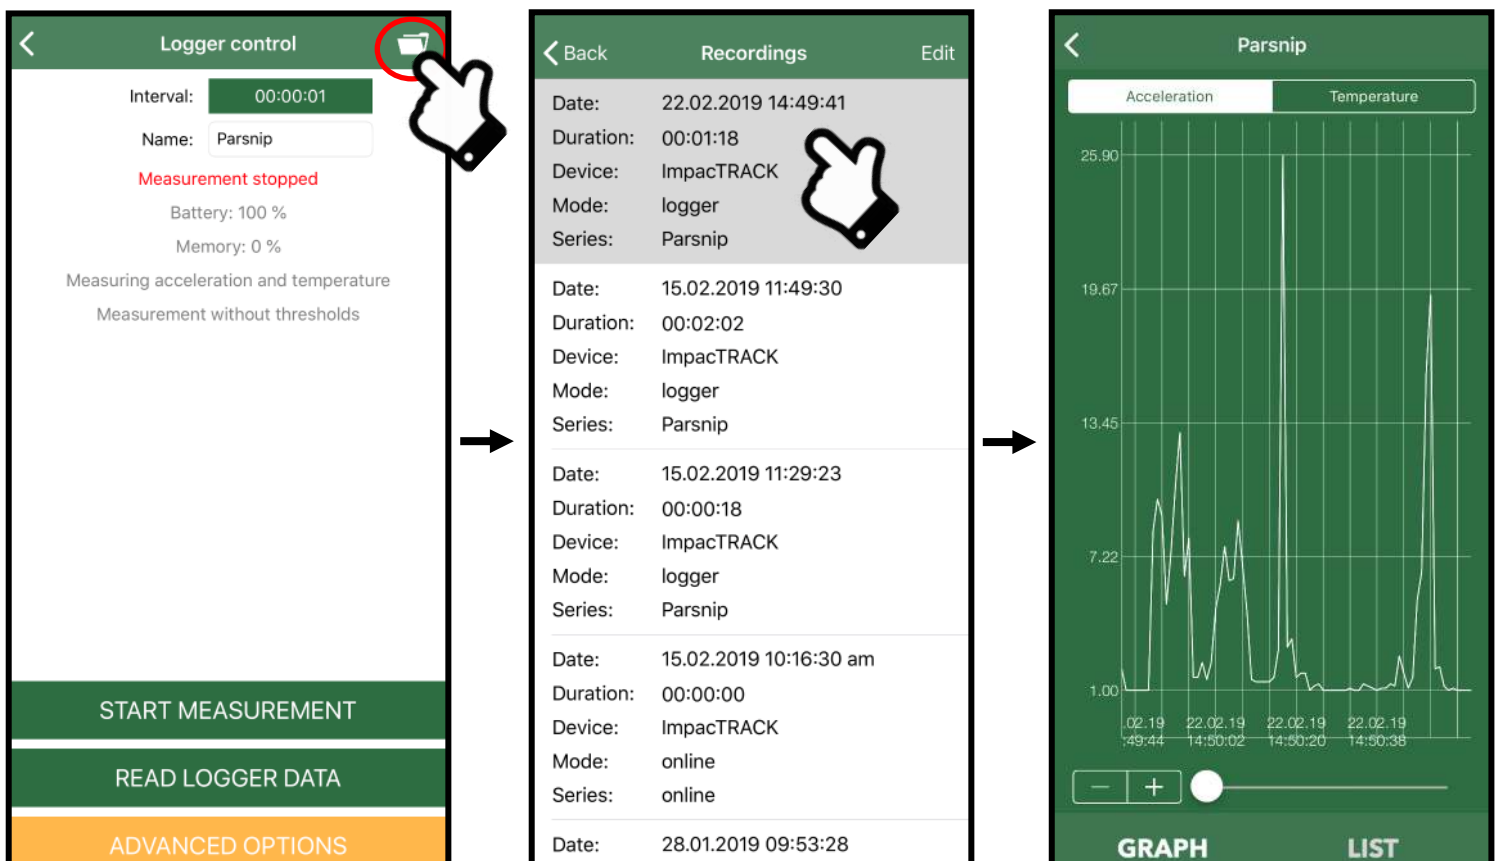 Logger control
Interval: 00:00:01
Name: Parsnip
Measurement stopped
Battery: 100 %
Memory: 0 %
Measuring acceleration and temperature
Measurement without thresholds
START MEASUREMENT
READ LOGGER DATA
ADVANCED OPTIONS
Back Recordings Edit
Date: 22.02.2019 14:49:41
Duration: 00:01:18
Device: ImpacTRACK
Mode: logger
Series: Parsnip
Date: 15.02.2019 11:49:30
Duration: 00:02:02
Device: ImpacTRACK
Mode: logger
Series: Parsnip
Date: 15.02.2019 11:29:23
Duration: 00:00:18
Device: ImpacTRACK
Mode: logger
Series: Parsnip
Date: 15.02.2019 10:16:30 am
Duration: 00:00:00
Device: ImpacTRACK
Mode: online
Series: online
Date: 28.01.2019 09:53:28
Parsnip
Acceleration Temperature
25.90
19.67
13.45
7.22
1.00
.02.19 22.02.19 22.02.19 22.02.19
:49:44 14:50:02 14:50:20 14:50:38
GRAPH LIST